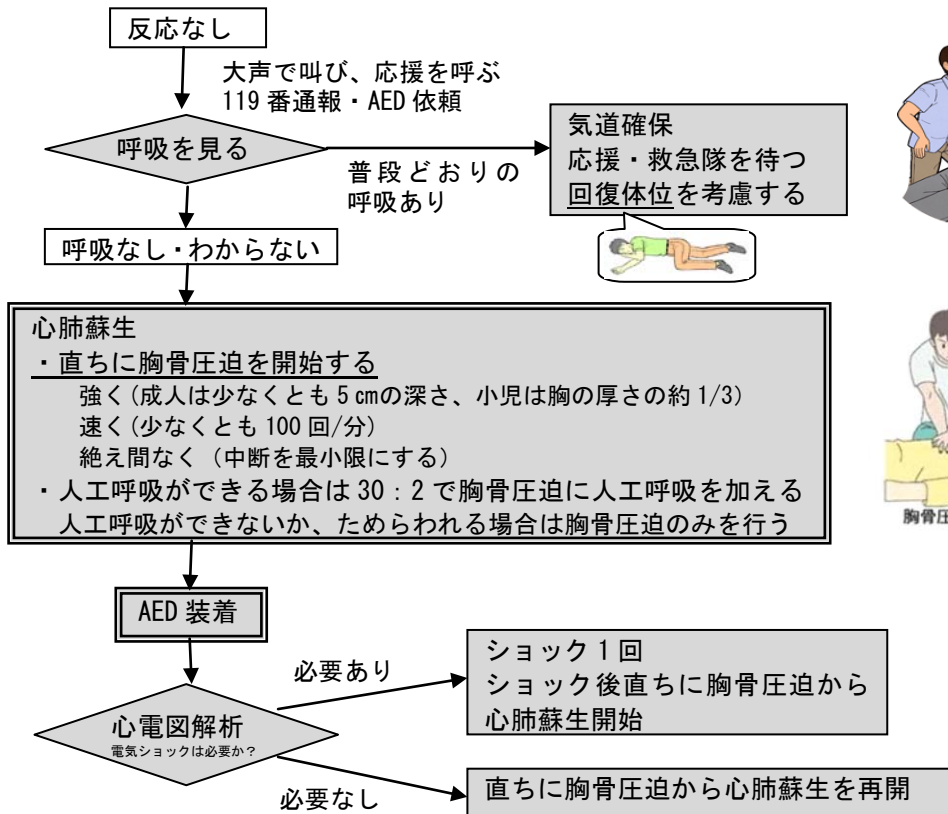 反応なし
大声で叫び、応援を呼ぶ
119番通報・AED依頼
呼吸を見る
普段どおりの
呼吸あり
気道確保
応援・救急隊を待つ
回復体位を考慮する
呼吸なし・わからない
心肺蘇生
・直ちに胸骨圧迫を開始する
強く(成人は少なくとも5㎝の深さ、小児は胸の厚さの約1/3)
速く(少なくとも100回/分)
絶え間なく（中断を最小限にする）
・人工呼吸ができる場合は30：2で胸骨圧迫に人工呼吸を加える
人工呼吸ができないか、ためらわれる場合は胸骨圧迫のみを行う
胸骨圧
AED装着
心電図解析
電気ショックは必要か？
必要あり
ショック1回
ショック後直ちに胸骨圧迫から
心肺蘇生開始
必要なし
直ちに胸骨圧迫から心肺蘇生を再開